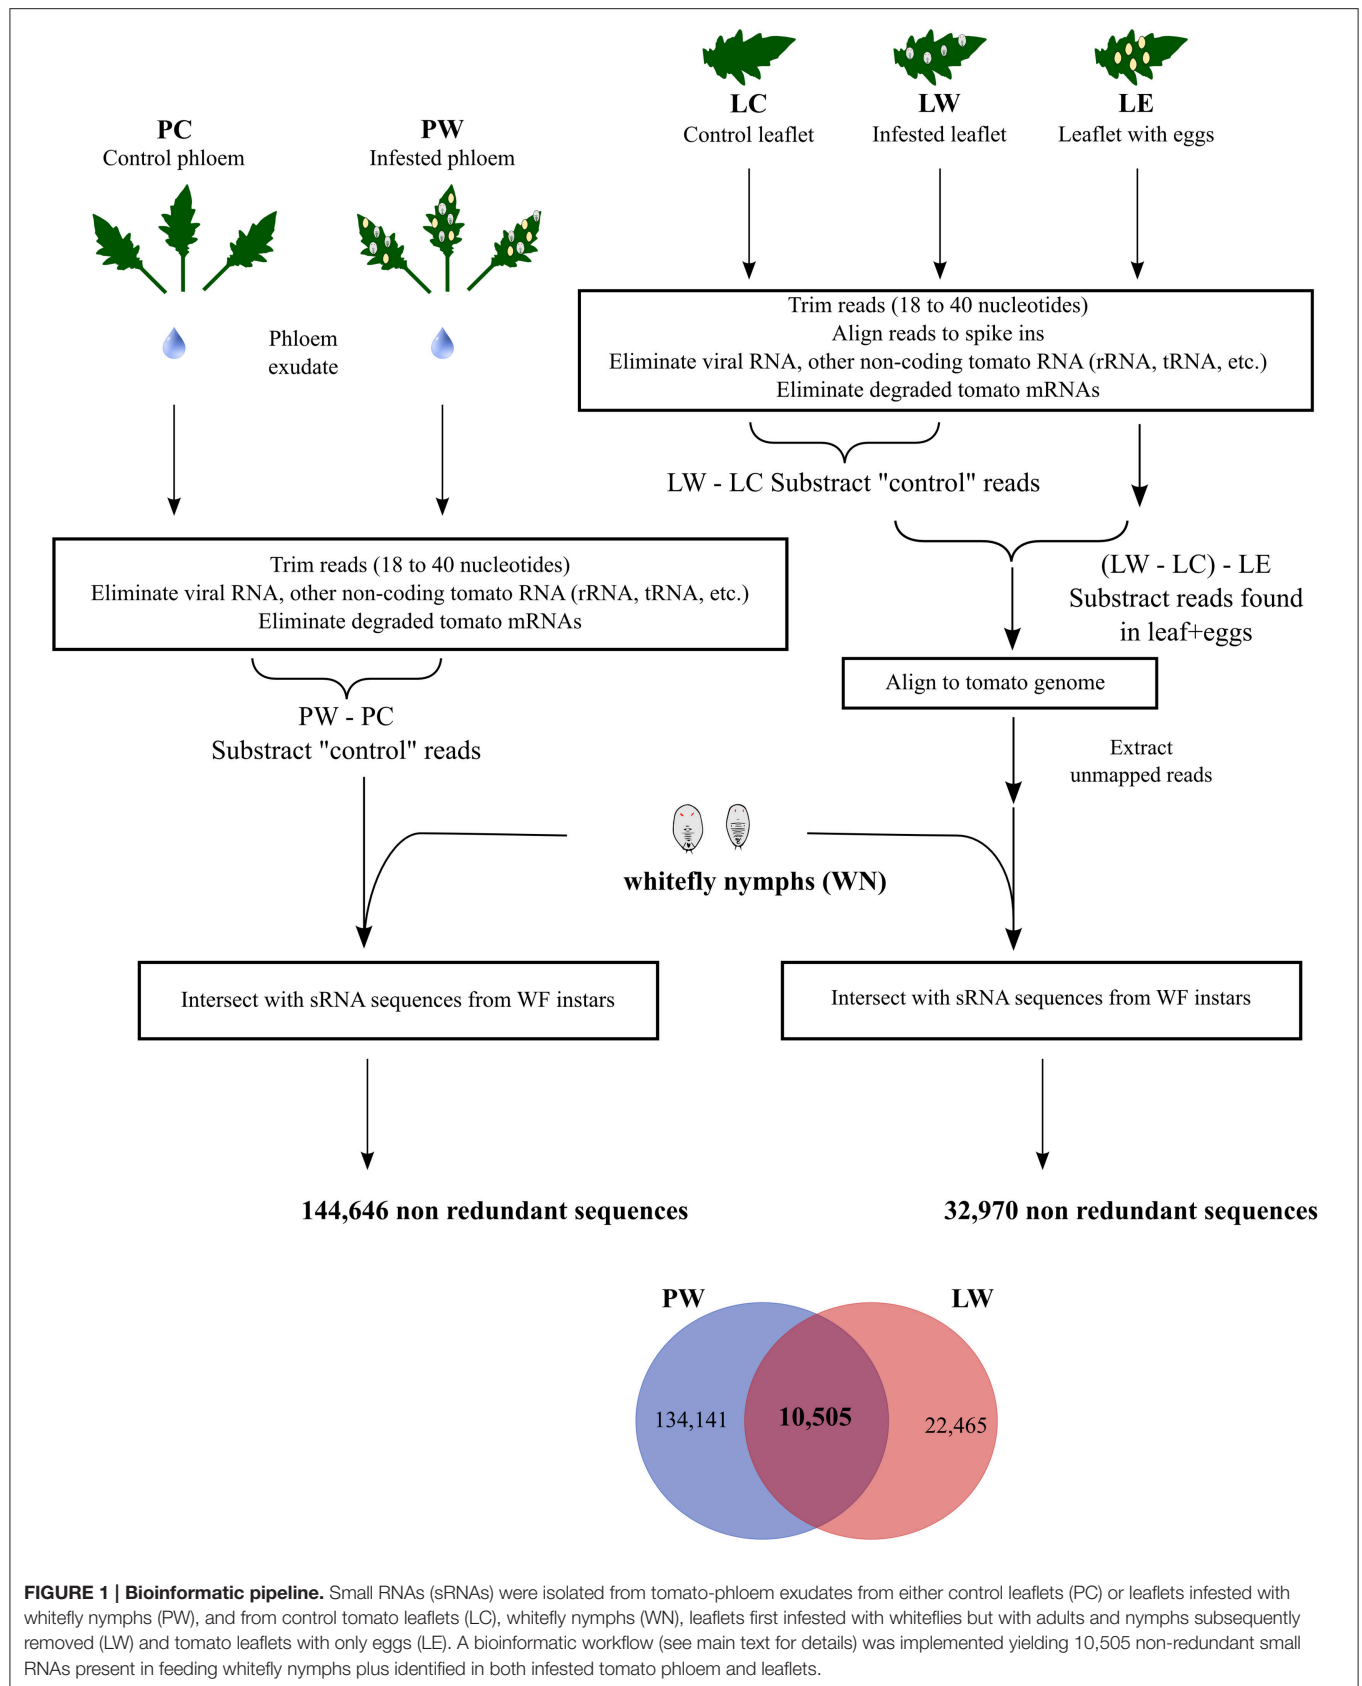 LC
Control leaflet
LW
Infested leaflet
LE
Leaflet with eggs
PC
Control phloem
PW
Infested phloem
Phloem
exudate
Trim reads (18 to 40 nucleotides)
Align reads to spike ins
Eliminate viral RNA, other non-coding tomato RNA (rRNA, tRNA, etc.)
Eliminate degraded tomato mRNAs
LW - LC Substract "control" reads
(LW - LC) - LE
Substract reads found
in leaf+eggs
Trim reads (18 to 40 nucleotides)
Eliminate viral RNA, other non-coding tomato RNA (rRNA, tRNA, etc.)
Eliminate degraded tomato mRNAs
PW - PC
Substract "control" reads
Align to tomato genome
Extract
unmapped reads
whitefly nymphs (WN)
Intersect with sRNA sequences from WF instars
Intersect with sRNA sequences from WF instars
144,646 non redundant sequences
32,970 non redundant sequences
PW
LW
134,141
10,505
22,465
FIGURE 1 | Bioinformatic pipeline. Small RNAs (sRNAs) were isolated from tomato-phloem exudates from either control leaflets (PC) or leaflets infested with
whitefly nymphs (PW), and from control tomato leaflets (LC), whitefly nymphs (WN), leaflets first infested with whiteflies but with adults and nymphs subsequently
removed (LW) and tomato leaflets with only eggs (LE). A bioinformatic workflow (see main text for details) was implemented yielding 10,505 non-redundant small
RNAs present in feeding whitefly nymphs plus identified in both infested tomato phloem and leaflets.